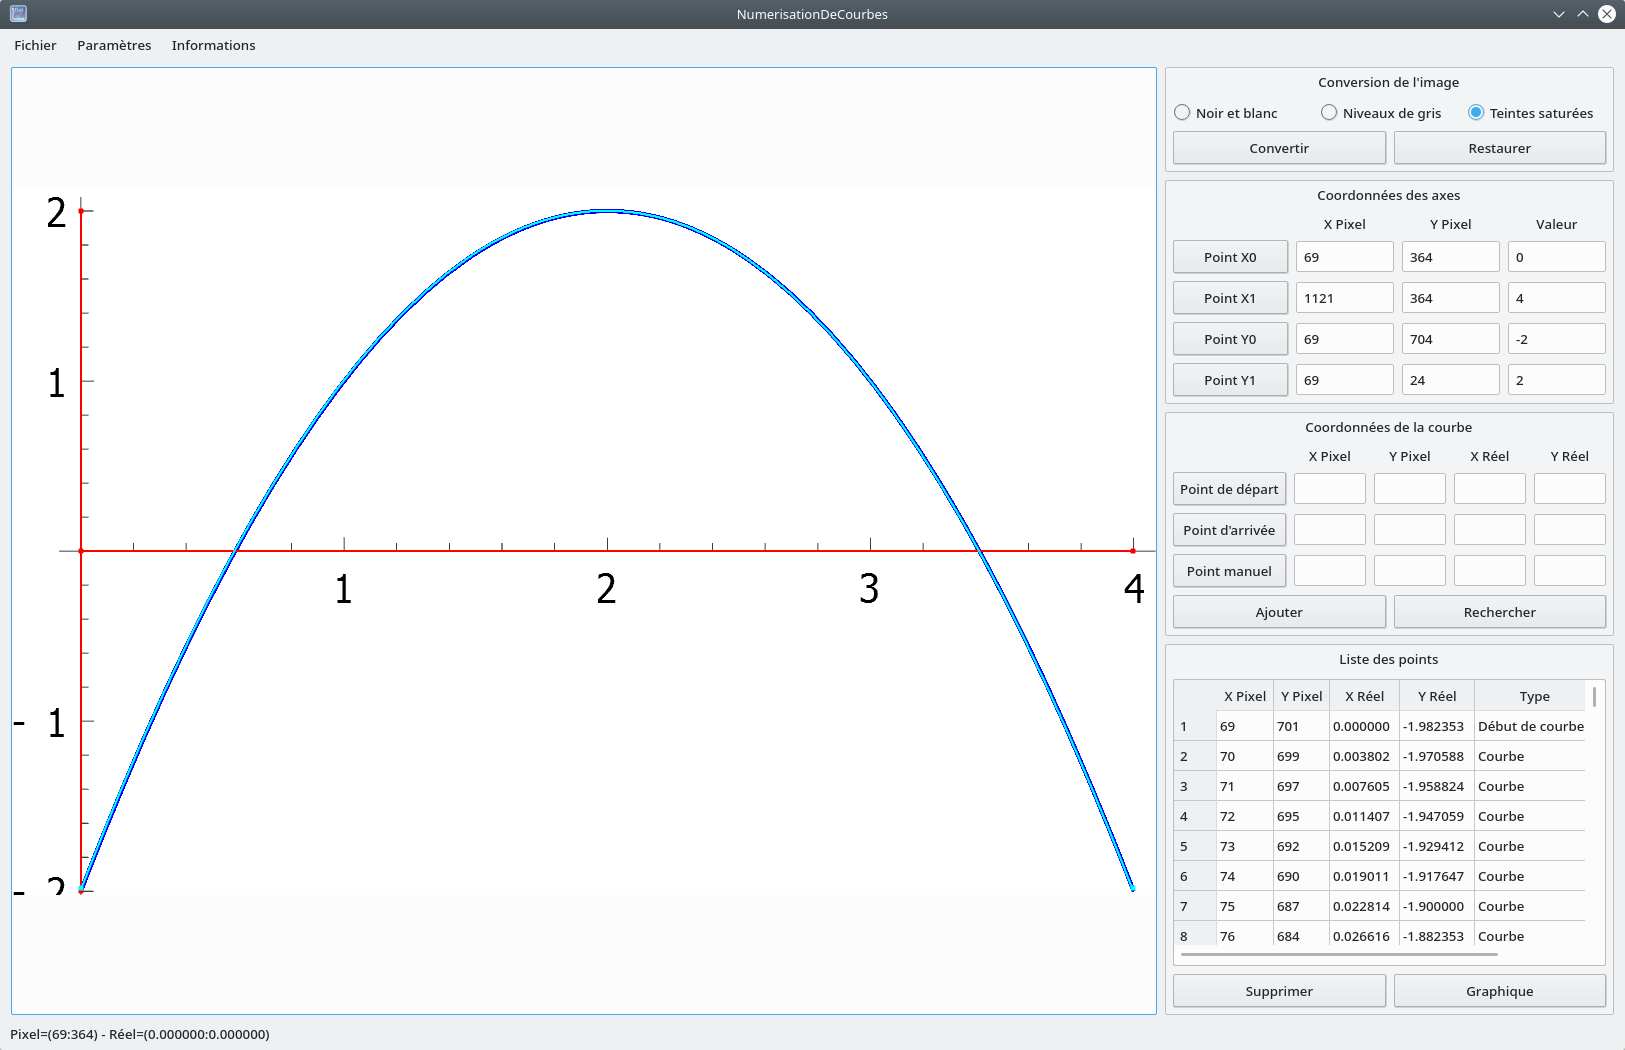 NumerisationDeCourbes
Fichier Paramètres Informations
2
1
1 2 3 4
- 1
- 2
Conversion de l'image
Noir et blanc Niveaux de gris Teintes saturées
Convertir Restaurer
Coordonnées des axes
X Pixel Y Pixel Valeur
Point X0 69 364 0
Point X1 1121 364 4
Point Y0 69 704 -2
Point Y1 69 24 2
Coordonnées de la courbe
X Pixel Y Pixel X Réel Y Réel
Point de départ
Point d'arrivée
Point manuel
Ajouter Rechercher
Liste des points
X Pixel Y Pixel X Réel Y Réel Type
1 69 701 0.000000 -1.982353 Début de courbe
2 70 699 0.003802 -1.970588 Courbe
3 71 697 0.007605 -1.958824 Courbe
4 72 695 0.011407 -1.947059 Courbe
5 73 692 0.015209 -1.929412 Courbe
6 74 690 0.019011 -1.917647 Courbe
7 75 687 0.022814 -1.900000 Courbe
8 76 684 0.026616 -1.882353 Courbe
Supprimer Graphique
Pixel=(69:364) - Réel=(0.000000:0.000000)